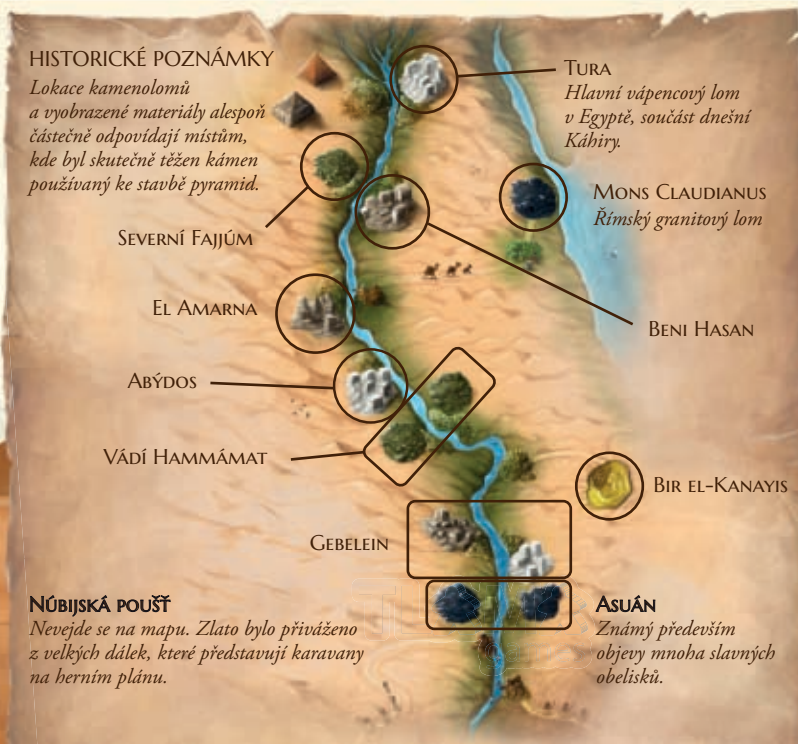 HISTORICKÉ POZNÁMKY
Lokace kamenolomů
a vyobrazené materiály alespoň
částečně odpovídají místům,
kde byl skutečně těžen kámen
používaný ke stavbě pyramid.
Tura
Hlavní vápencový lom
v Egyptě, součást dnešní
Káhiry.
Mons Claudianus
Římský granitový lom
Severní Fajjúm
El Amarna
Beni Hasan
Abýdos
Vádí Hammámat
Bir el-Kanayis
Gebelein
Núbijská poušť
Nevejde se na mapu. Zlato bylo přiváženo
z velkých dálek, které představují karavany
na herním plánu.
Asuán
Známý především
objevy mnoha slavných
obelisků.